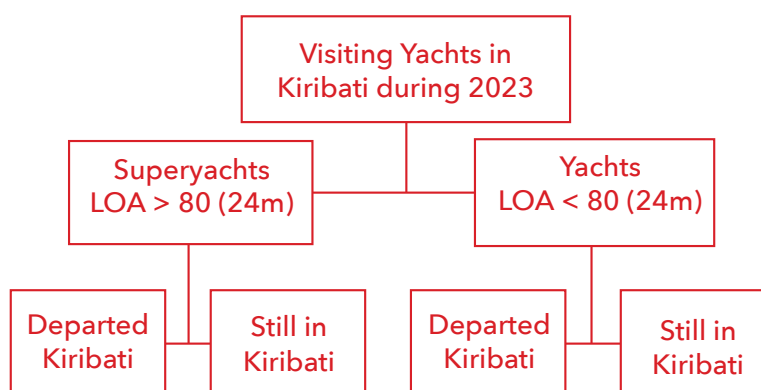 Visiting Yachts in
Kiribati during 2023
Superyachts
LOA > 80 (24m)
Yachts
LOA < 80 (24m)
Departed
Kiribati
Still in
Kiribati
Departed
Kiribati
Still in
Kiribati